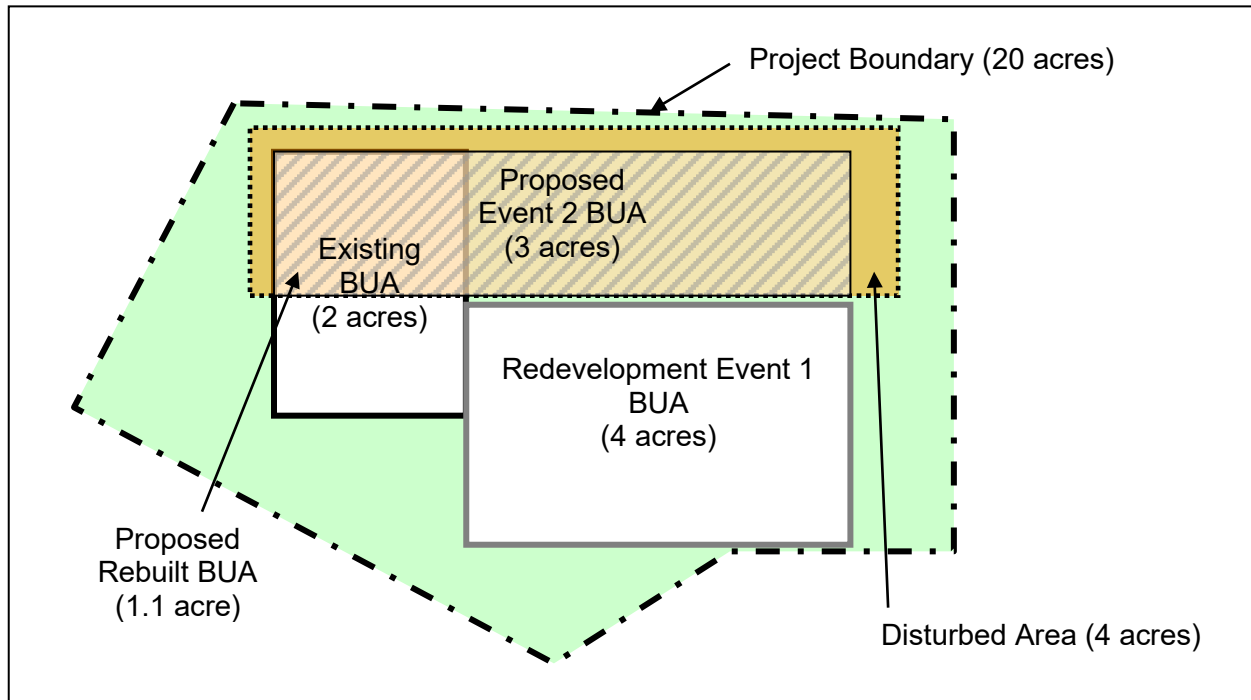 Project Boundary (20 acres)
Proposed
Event 2 BUA
(3 acres)
Existing
BUA
(2 acres)
Redevelopment Event 1
BUA
(4 acres)
Proposed
Rebuilt BUA
(1.1 acre)
Disturbed Area (4 acres)